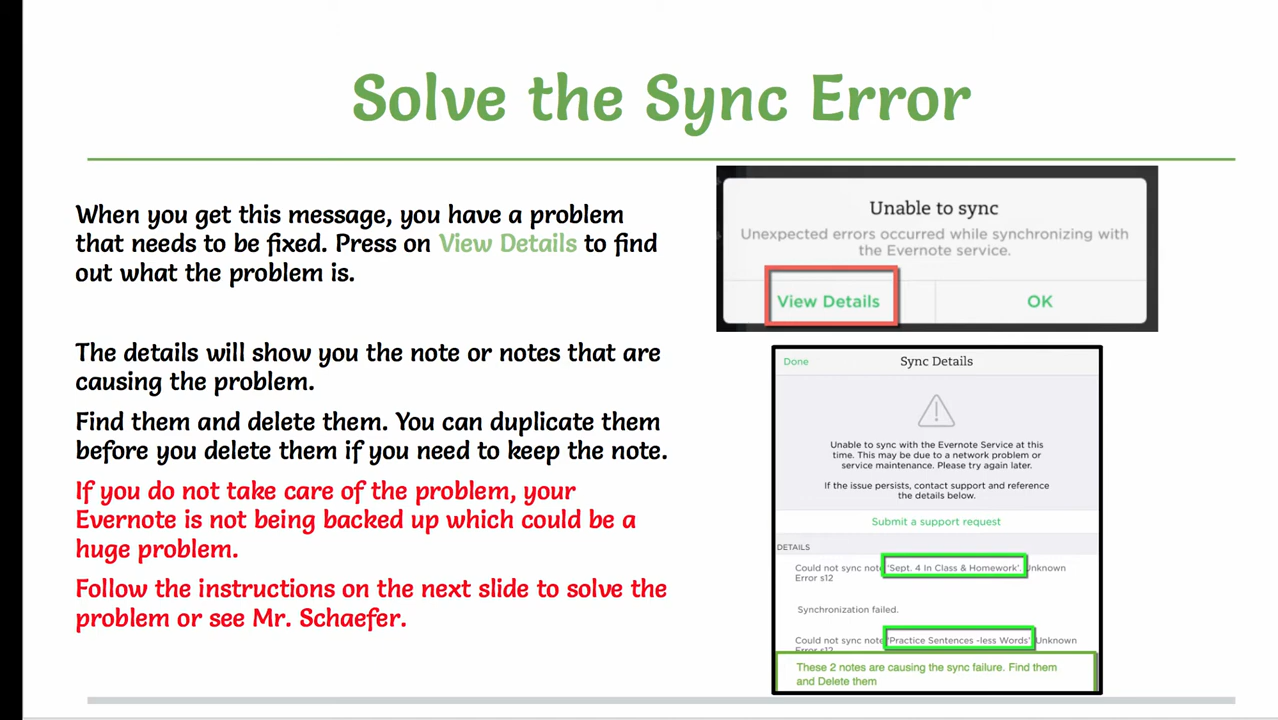 Solve the Sync Error
When you get this message, you have a problem
that needs to be fixed. Press on View Details to find
out what the problem is.
The details will show you the note or notes that are
causing the problem.
Find them and delete them. You can duplicate them
before you delete them if you need to keep the note.
If you do not take care of the problem, your
Evernote is not being backed up which could be a
huge problem.
Follow the instructions on the next slide to solve the
problem or see Mr. Schaefer.
Unable to sync
Unexpected errors occurred while synchronizing with
the Evernote service.
View Details OK
Done Sync Details
Unable to sync with the Evernote Service at this
time. This may be due to a network problem or
service maintenance. Please try again later.
If the issue persists, contact support and reference
the details below.
Submit a support request
DETAILS
Could not sync note 'Sept. 4 In Class & Homework'. Unknown
Error s12
Synchronization failed.
Could not sync note 'Practice Sentences -less Words' Unknown
Error s12
These 2 notes are causing the sync failure. Find them
and Delete them